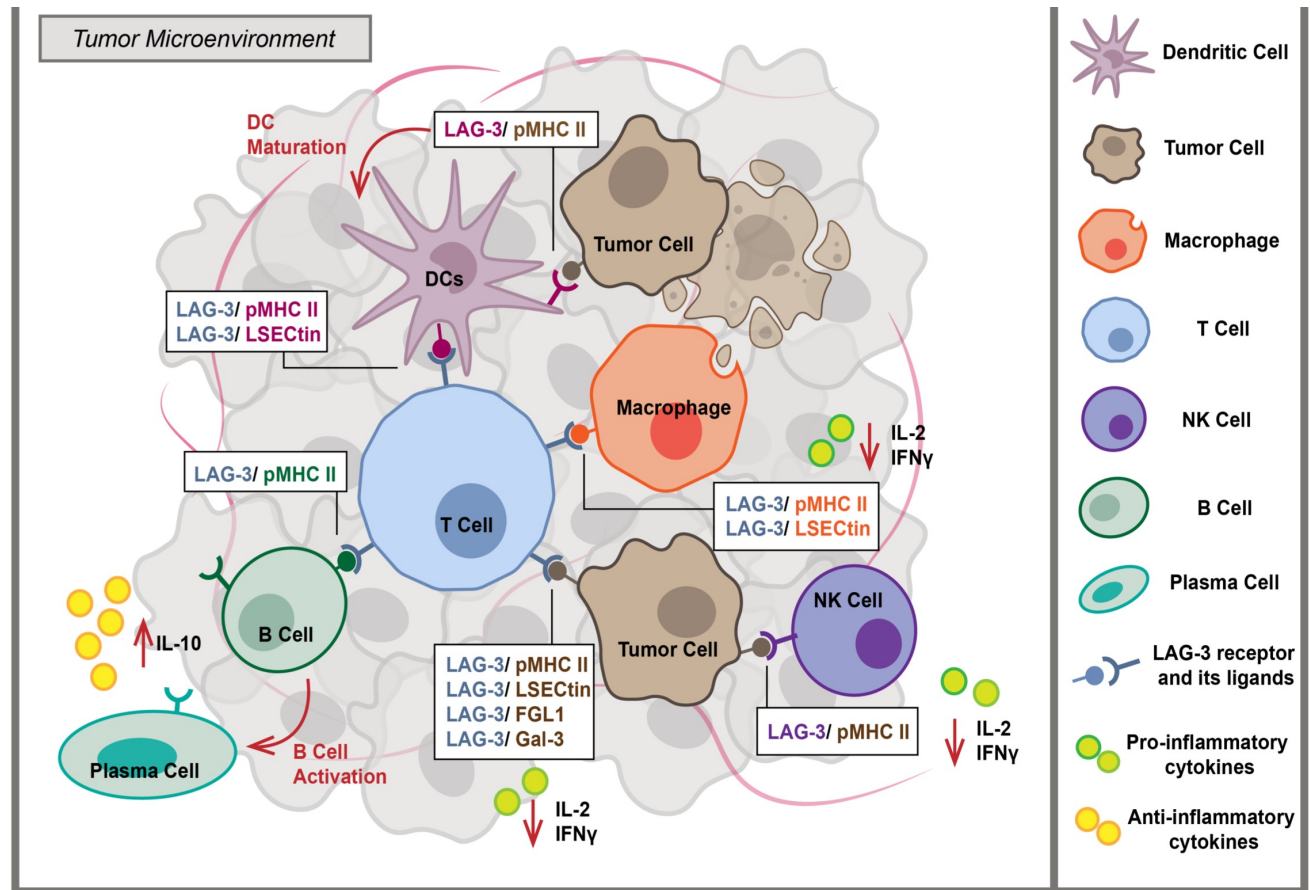 Tumor Microenvironment
DC
Maturation
LAG-3/ pMHC II
Tumor Cell
DCs
LAG-3/ pMHC II
LAG-3/ LSECtin
Macrophage
IL-2
IFNγ
LAG-3/ pMHC II
T Cell
LAG-3/ pMHC II
LAG-3/ LSECtin
B Cell
IL-10
Tumor Cell
NK Cell
LAG-3/ pMHC II
LAG-3/ LSECtin
LAG-3/ FGL1
LAG-3/ Gal-3
LAG-3/ pMHC II
IL-2
IFNγ
Plasma Cell
B Cell
Activation
IL-2
IFNγ
Dendritic Cell
Tumor Cell
Macrophage
T Cell
NK Cell
B Cell
Plasma Cell
LAG-3 receptor
and its ligands
Pro-inflammatory
cytokines
Anti-inflammatory
cytokines